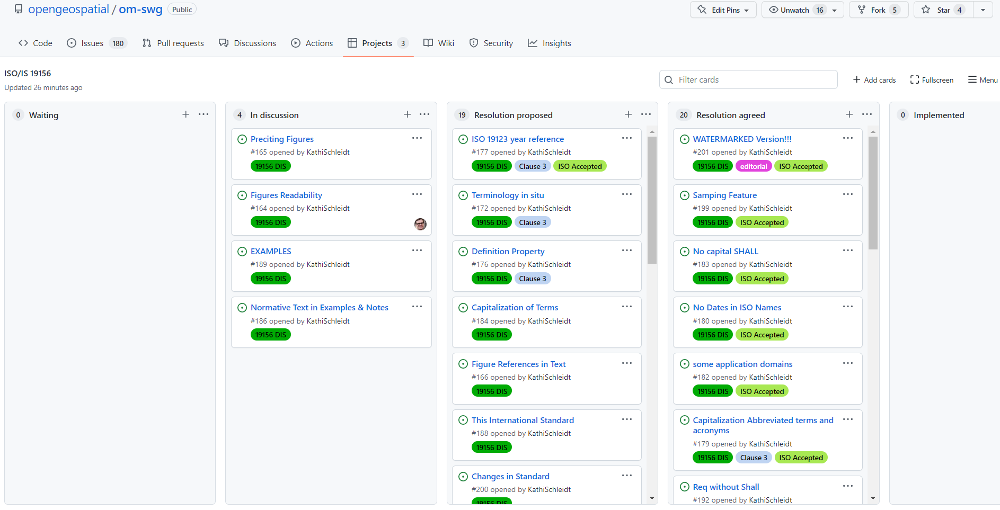 opengeospatial / om-swg Public
Edit Pins Unwatch 16 Fork 5 Star 4
Code Issues 180 Pull requests Discussions Actions Projects 3 Wiki Security Insights
ISO/IS 19156
Updated 26 minutes ago
Filter cards
Add cards Fullscreen Menu
0 Waiting
4 In discussion
Preciting Figures
#165 opened by KathiSchleidt
19156 DIS
Figures Readability
#164 opened by KathiSchleidt
19156 DIS
EXAMPLES
#189 opened by KathiSchleidt
19156 DIS
Normative Text in Examples & Notes
#186 opened by KathiSchleidt
19156 DIS
19 Resolution proposed
ISO 19123 year reference
#177 opened by KathiSchleidt
19156 DIS Clause 3 ISO Accepted
Terminology in situ
#172 opened by KathiSchleidt
19156 DIS Clause 3
Definition Property
#176 opened by KathiSchleidt
19156 DIS Clause 3
Capitalization of Terms
#184 opened by KathiSchleidt
19156 DIS
Figure References in Text
#166 opened by KathiSchleidt
19156 DIS
This International Standard
#188 opened by KathiSchleidt
19156 DIS
Changes in Standard
#200 opened by KathiSchleidt
19156 DIS
20 Resolution agreed
WATERMARKED Version!!!
#201 opened by KathiSchleidt
19156 DIS editorial ISO Accepted
Samping Feature
#199 opened by KathiSchleidt
19156 DIS ISO Accepted
No capital SHALL
#183 opened by KathiSchleidt
19156 DIS ISO Accepted
No Dates in ISO Names
#180 opened by KathiSchleidt
19156 DIS ISO Accepted
some application domains
#182 opened by KathiSchleidt
19156 DIS ISO Accepted
Capitalization Abbreviated terms and
acronyms
#179 opened by KathiSchleidt
19156 DIS Clause 3 ISO Accepted
Req without Shall
#192 opened by KathiSchleidt
0 Implemented